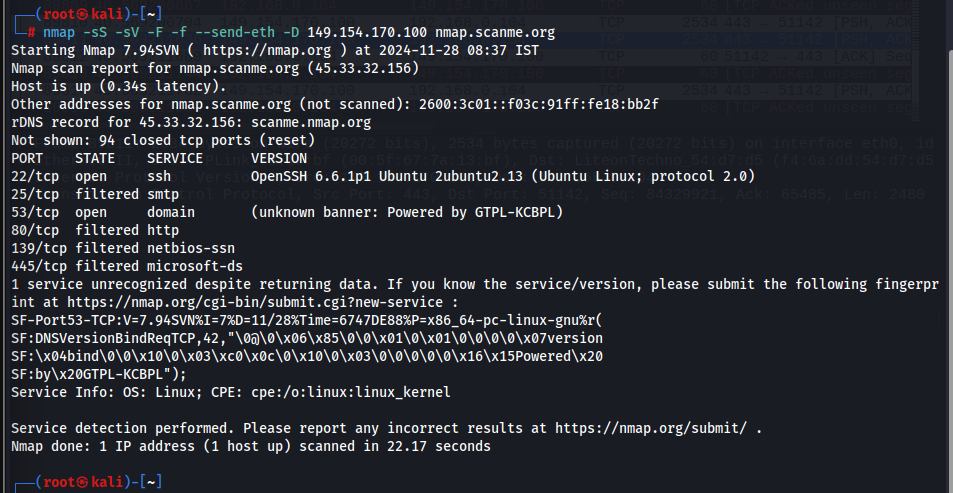 ┌──(root㉿kali)-[~]
└─# nmap -sS -sV -F -f --send-eth -D 149.154.170.100 nmap.scanme.org
Starting Nmap 7.94SVN ( https://nmap.org ) at 2024-11-28 08:37 IST
Nmap scan report for nmap.scanme.org (45.33.32.156)
Host is up (0.34s latency).
Other addresses for nmap.scanme.org (not scanned): 2600:3c01::f03c:91ff:fe18:bb2f
rDNS record for 45.33.32.156: scanme.nmap.org
Not shown: 94 closed tcp ports (reset)
PORT    STATE    SERVICE      VERSION
22/tcp  open     ssh          OpenSSH 6.6.1p1 Ubuntu 2ubuntu2.13 (Ubuntu Linux; protocol 2.0)
25/tcp  filtered smtp
53/tcp  open     domain       (unknown banner: Powered by GTPL-KCBPL)
80/tcp  filtered http
139/tcp filtered netbios-ssn
445/tcp filtered microsoft-ds
1 service unrecognized despite returning data. If you know the service/version, please submit the following fingerpr
int at https://nmap.org/cgi-bin/submit.cgi?new-service :
SF-Port53-TCP:V=7.94SVN%I=7%D=11/28%Time=6747DE88%P=x86_64-pc-linux-gnu%r(
SF:DNSVersionBindReqTCP,42,"\0@\0\x06\x85\0\0\x01\0\x01\0\0\0\0\x07version
SF:\x04bind\0\0\x10\0\x03\xc0\x0c\0\x10\0\x03\0\0\0\0\0\x16\x15Powered\x20
SF:by\x20GTPL-KCBPL");
Service Info: OS: Linux; CPE: cpe:/o:linux:linux_kernel
Service detection performed. Please report any incorrect results at https://nmap.org/submit/ .
Nmap done: 1 IP address (1 host up) scanned in 22.17 seconds
┌──(root㉿kali)-[~]